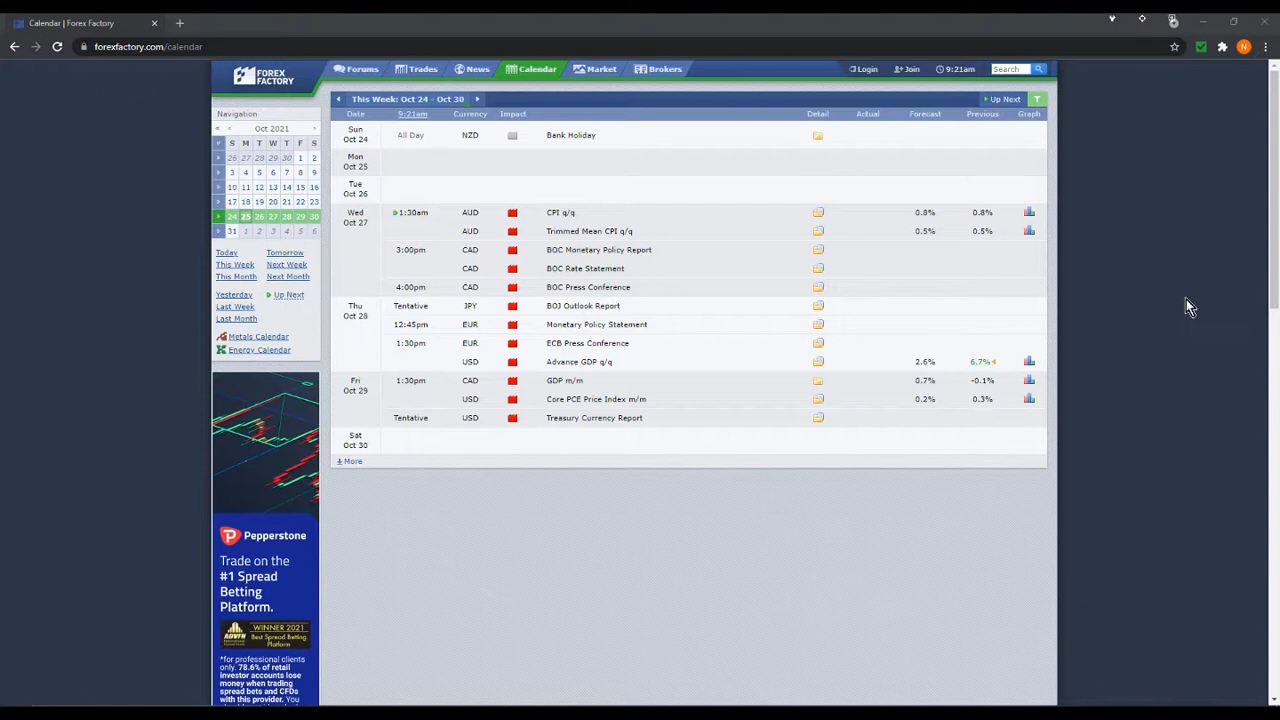 Calendar | Forex Factory
forexfactory.com/calendar
N
FOREX
FACTORY
Forums
Trades
News
Calendar
Market
Brokers
Login
Join
9:21am
Search
Navigation
Oct 2021
S M T W T F S
26 27 28 29 30 1 2
3 4 5 6 7 8 9
10 11 12 13 14 15 16
17 18 19 20 21 22 23
24 25 26 27 28 29 30
31 1 2 3 4 5 6
Today Tomorrow
This Week Next Week
This Month Next Month
Yesterday Up Next
Last Week
Last Month
Metals Calendar
Energy Calendar
Pepperstone
Trade on the
#1 Spread
Betting
Platform.
ADVFN
WINNER 2021
Best Spread Betting
Platform
*for professional clients
only. 78.6% of retail
investor accounts lose
money when trading
spread bets and CFDs
with this provider. You
This Week: Oct 24 - Oct 30
Up Next
Date 9:21am Currency Impact Detail Actual Forecast Previous Graph
Sun
Oct 24
All Day NZD Bank Holiday
Mon
Oct 25
Tue
Oct 26
Wed
Oct 27
1:30am AUD CPI q/q 0.8% 0.8%
AUD Trimmed Mean CPI q/q 0.5% 0.5%
3:00pm CAD BOC Monetary Policy Report
CAD BOC Rate Statement
4:00pm CAD BOC Press Conference
Thu
Oct 28
Tentative JPY BOJ Outlook Report
12:45pm EUR Monetary Policy Statement
1:30pm EUR ECB Press Conference
USD Advance GDP q/q 2.6% 6.7%
Fri
Oct 29
1:30pm CAD GDP m/m 0.7% -0.1%
USD Core PCE Price Index m/m 0.2% 0.3%
Tentative USD Treasury Currency Report
Sat
Oct 30
More